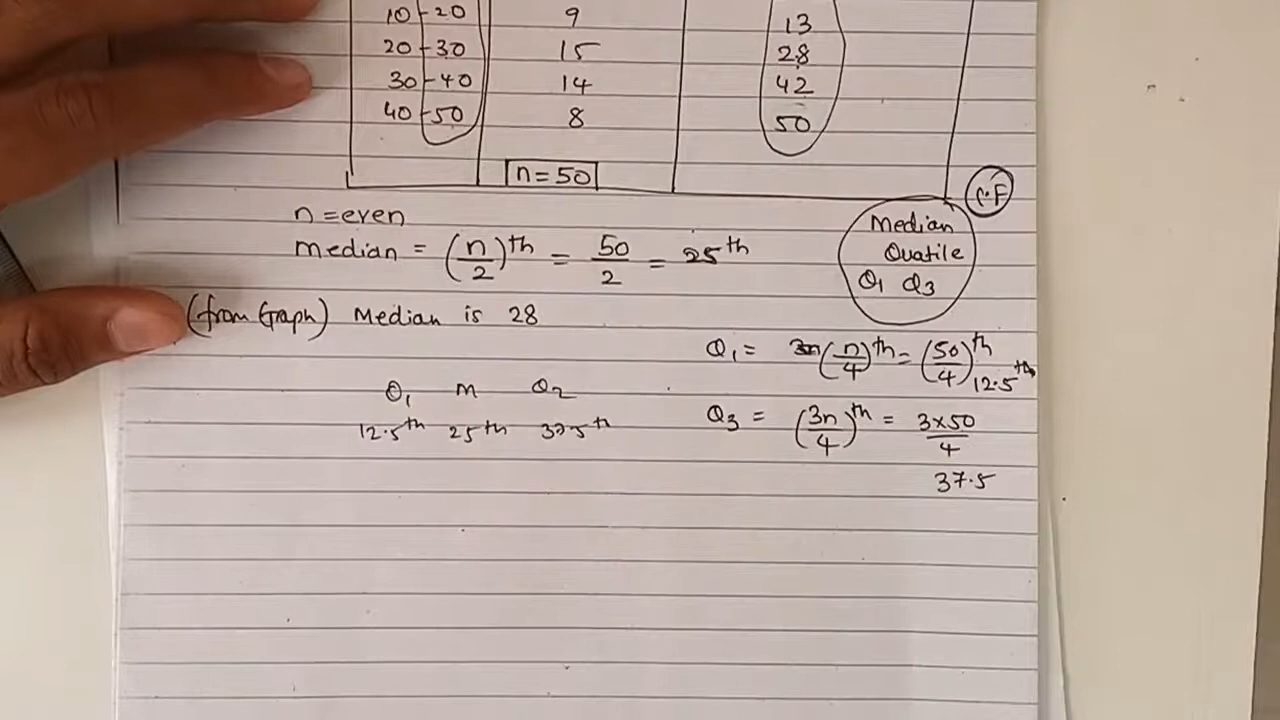 10-20 9 13
20-30 15 28
30-40 14 42
40-50 8 50
n=50
C.F
n=even
Median
Quatile
Q1 Q3
median = (n/2)th = 50/2 = 25th
(from Graph) Median is 28
Q1 = (n/4)th = (50/4)th 12.5th
Q1 m Q2
12.5th 25th 37.5th
Q3 = (3n/4)th = 3x50/4
37.5